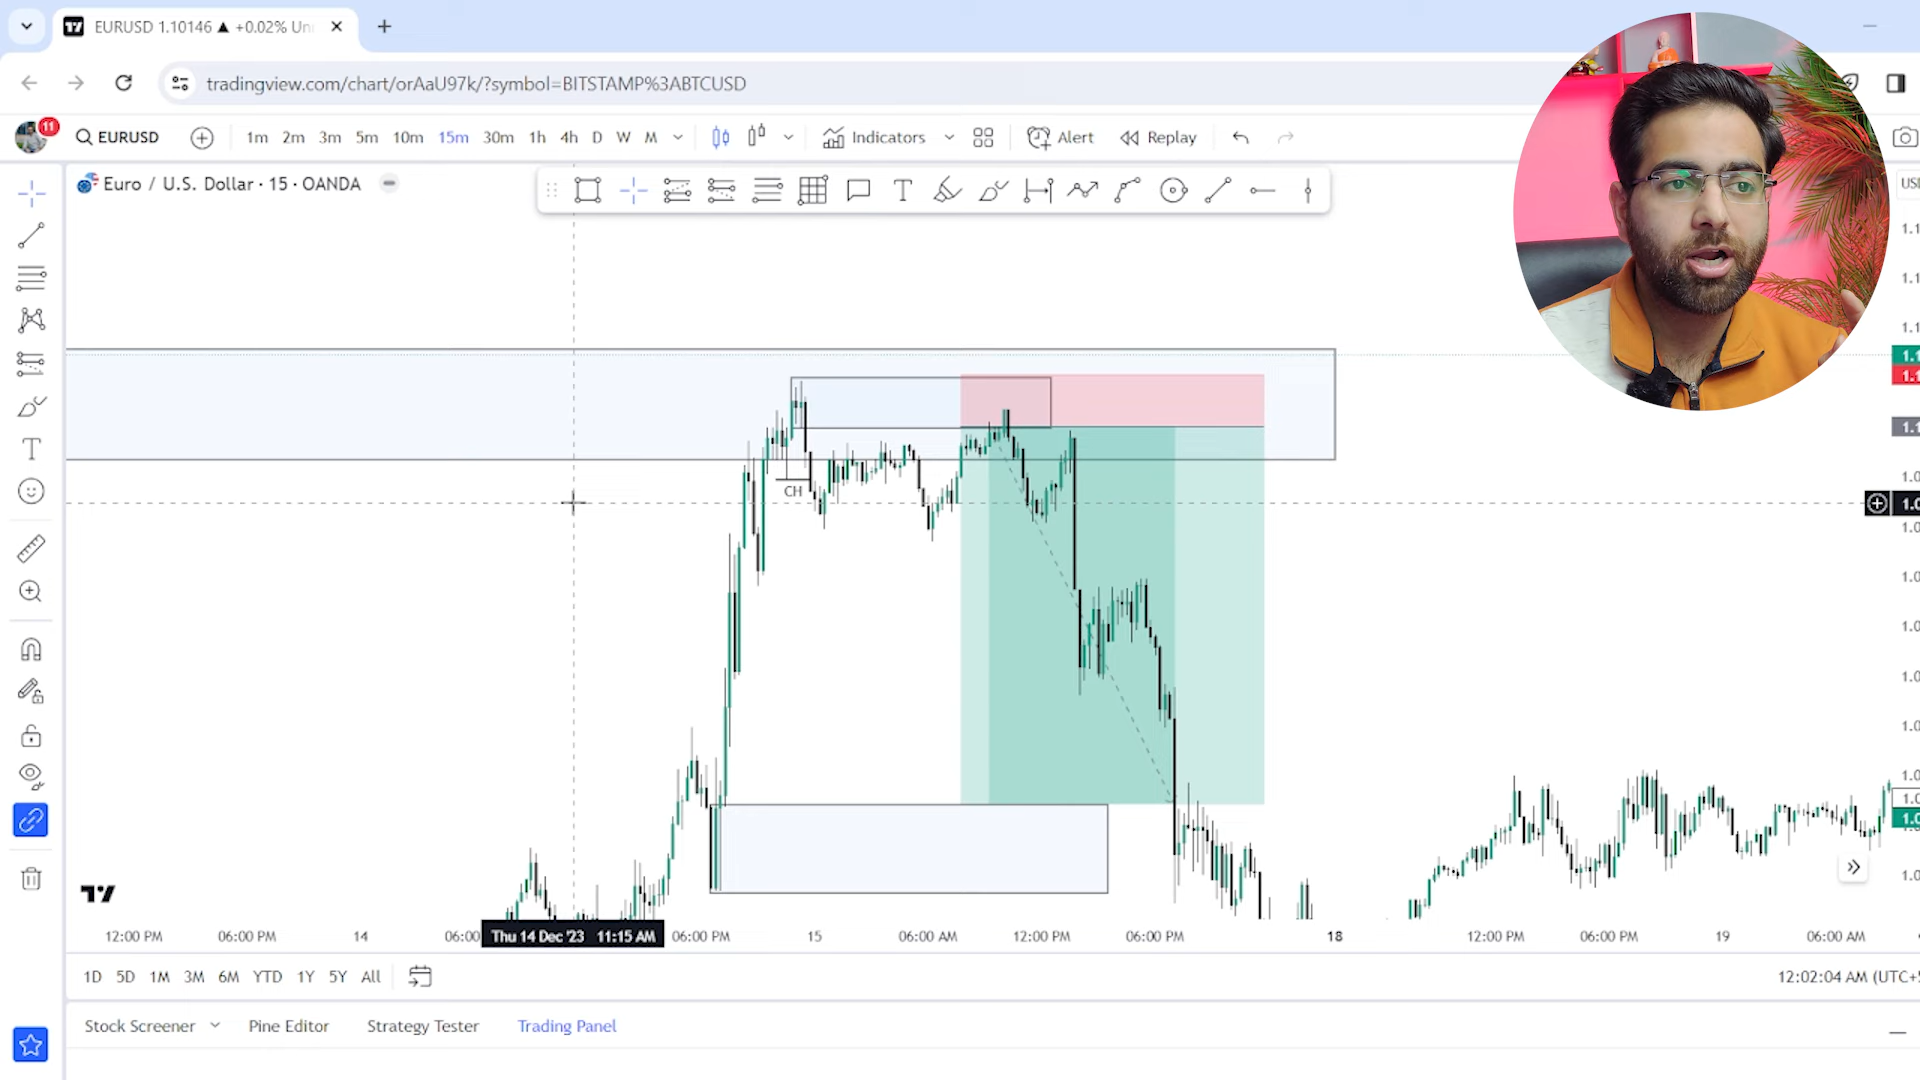 EURUSD 1.10146 ▲ +0.02% Un
tradingview.com/chart/orAaU97k/?symbol=BITSTAMP%3ABTCUSD
11
EURUSD
1m 2m 3m 5m 10m 15m 30m 1h 4h D W M
Indicators
Alert
Replay
Euro / U.S. Dollar · 15 · OANDA
CH
12:00 PM 06:00 PM 14 06:00 Thu 14 Dec '23 11:15 AM 06:00 PM 15 06:00 AM 12:00 PM 06:00 PM 18 12:00 PM 06:00 PM 19 06:00 AM
1D 5D 1M 3M 6M YTD 1Y 5Y All
12:02:04 AM (UTC+
Stock Screener Pine Editor Strategy Tester Trading Panel